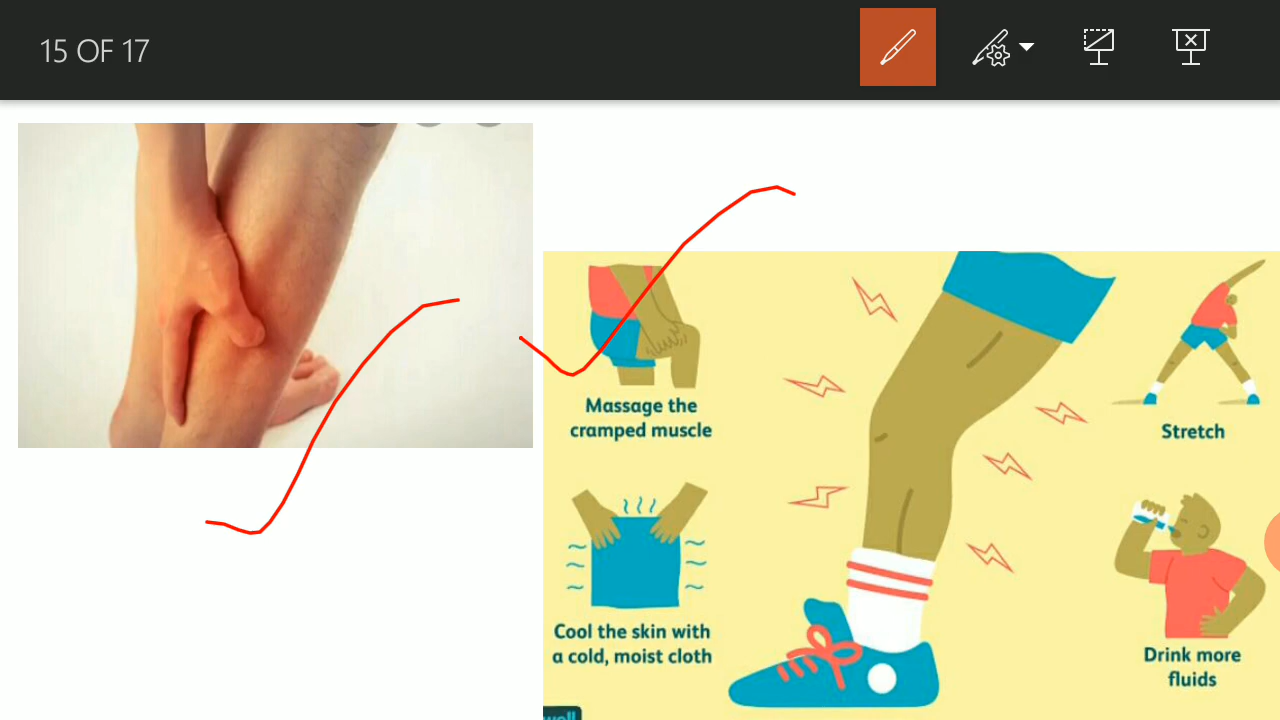 15 OF 17
Massage the
cramped muscle
Stretch
Cool the skin with
a cold, moist cloth
Drink more
fluids